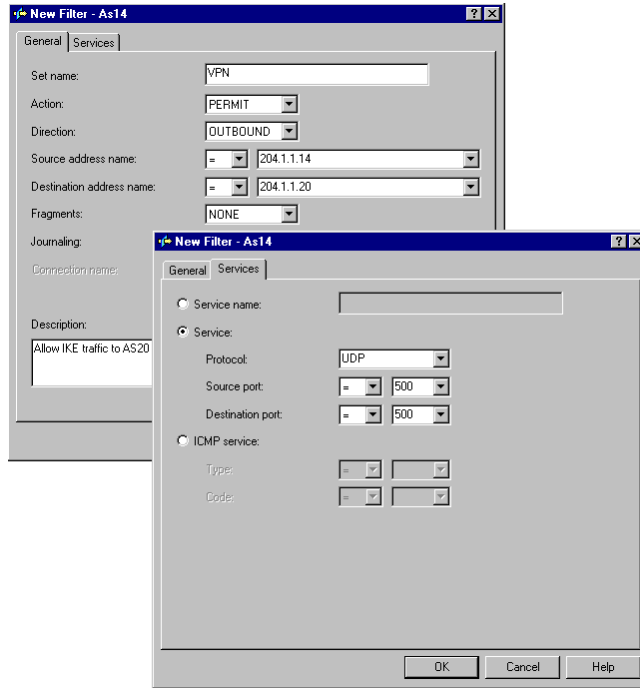 New Filter - As14
General Services
Set name: VPN
Action: PERMIT
Direction: OUTBOUND
Source address name: = 204.1.1.14
Destination address name: = 204.1.1.20
Fragments: NONE
Journaling:
Connection name:
Description:
Allow IKE traffic to AS20
New Filter - As14
General Services
Service name:
Service:
Protocol: UDP
Source port: = 500
Destination port: = 500
ICMP service:
Type: =
Code: =
OK Cancel Help